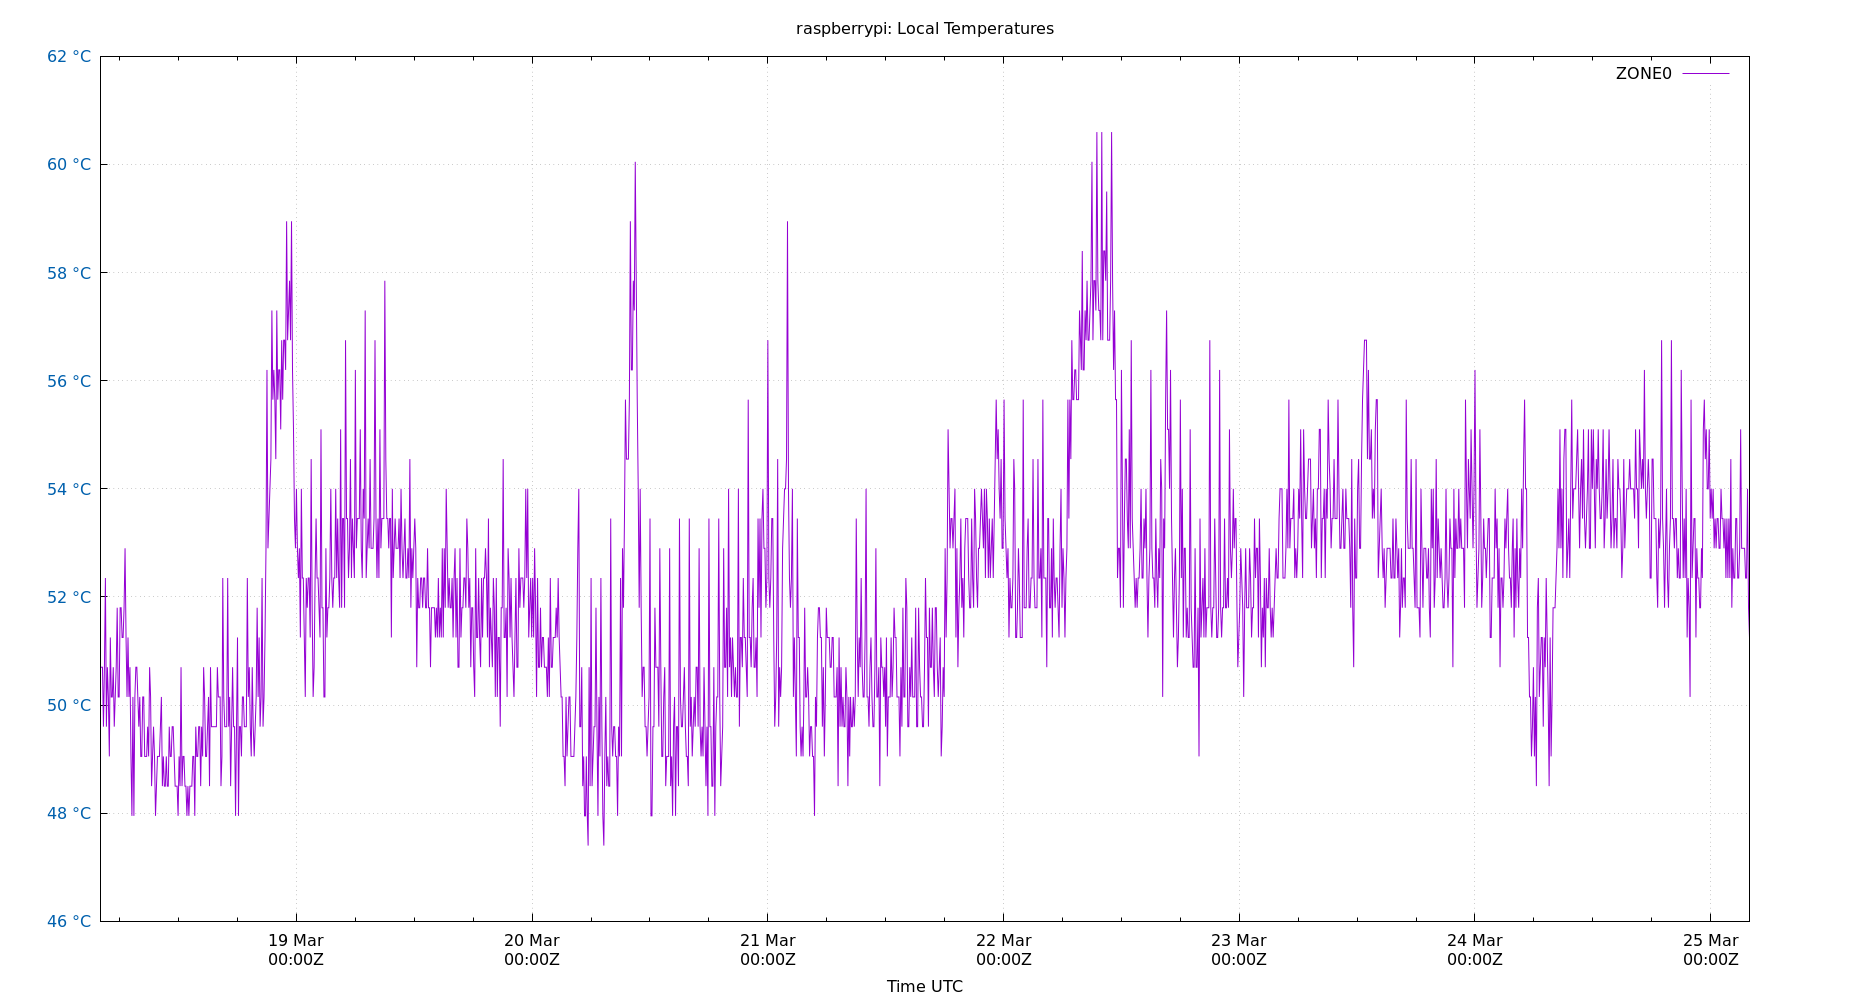 raspberrypi: Local Temperatures
62 °C
ZONE0
60 °C
58 °C
56 °C
54 °C
52 °C
50 °C
48 °C
46 °C
19 Mar 20 Mar 21 Mar 22 Mar 23 Mar 24 Mar 25 Mar
00:00Z 00:00Z 00:00Z 00:00Z 00:00Z 00:00Z 00:00Z
Time UTC